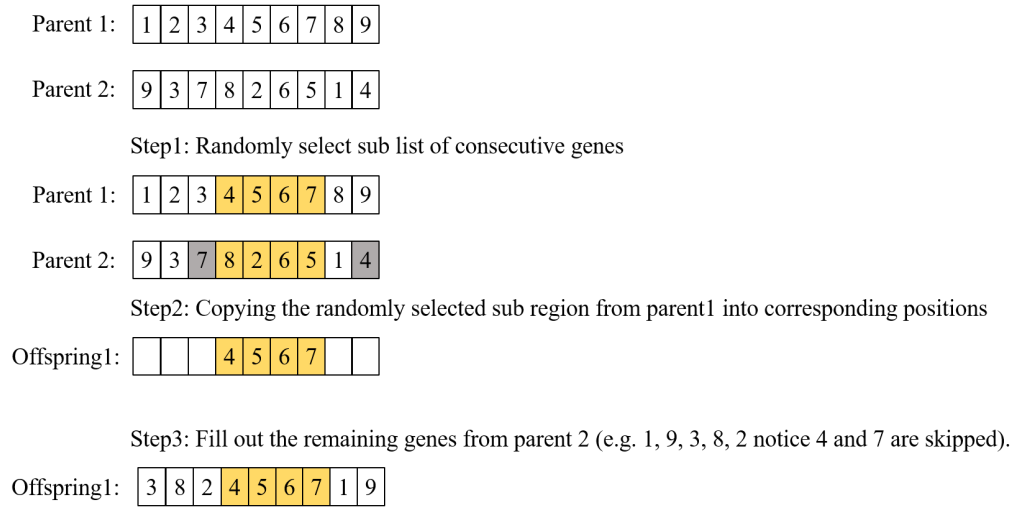 Parent 1: 1 2 3 4 5 6 7 8 9
Parent 2: 9 3 7 8 2 6 5 1 4
Step1: Randomly select sub list of consecutive genes
Parent 1: 1 2 3 4 5 6 7 8 9
Parent 2: 9 3 7 8 2 6 5 1 4
Step2: Copying the randomly selected sub region from parent1 into corresponding positions
Offspring1: 4 5 6 7
Step3: Fill out the remaining genes from parent 2 (e.g. 1, 9, 3, 8, 2 notice 4 and 7 are skipped).
Offspring1: 3 8 2 4 5 6 7 1 9